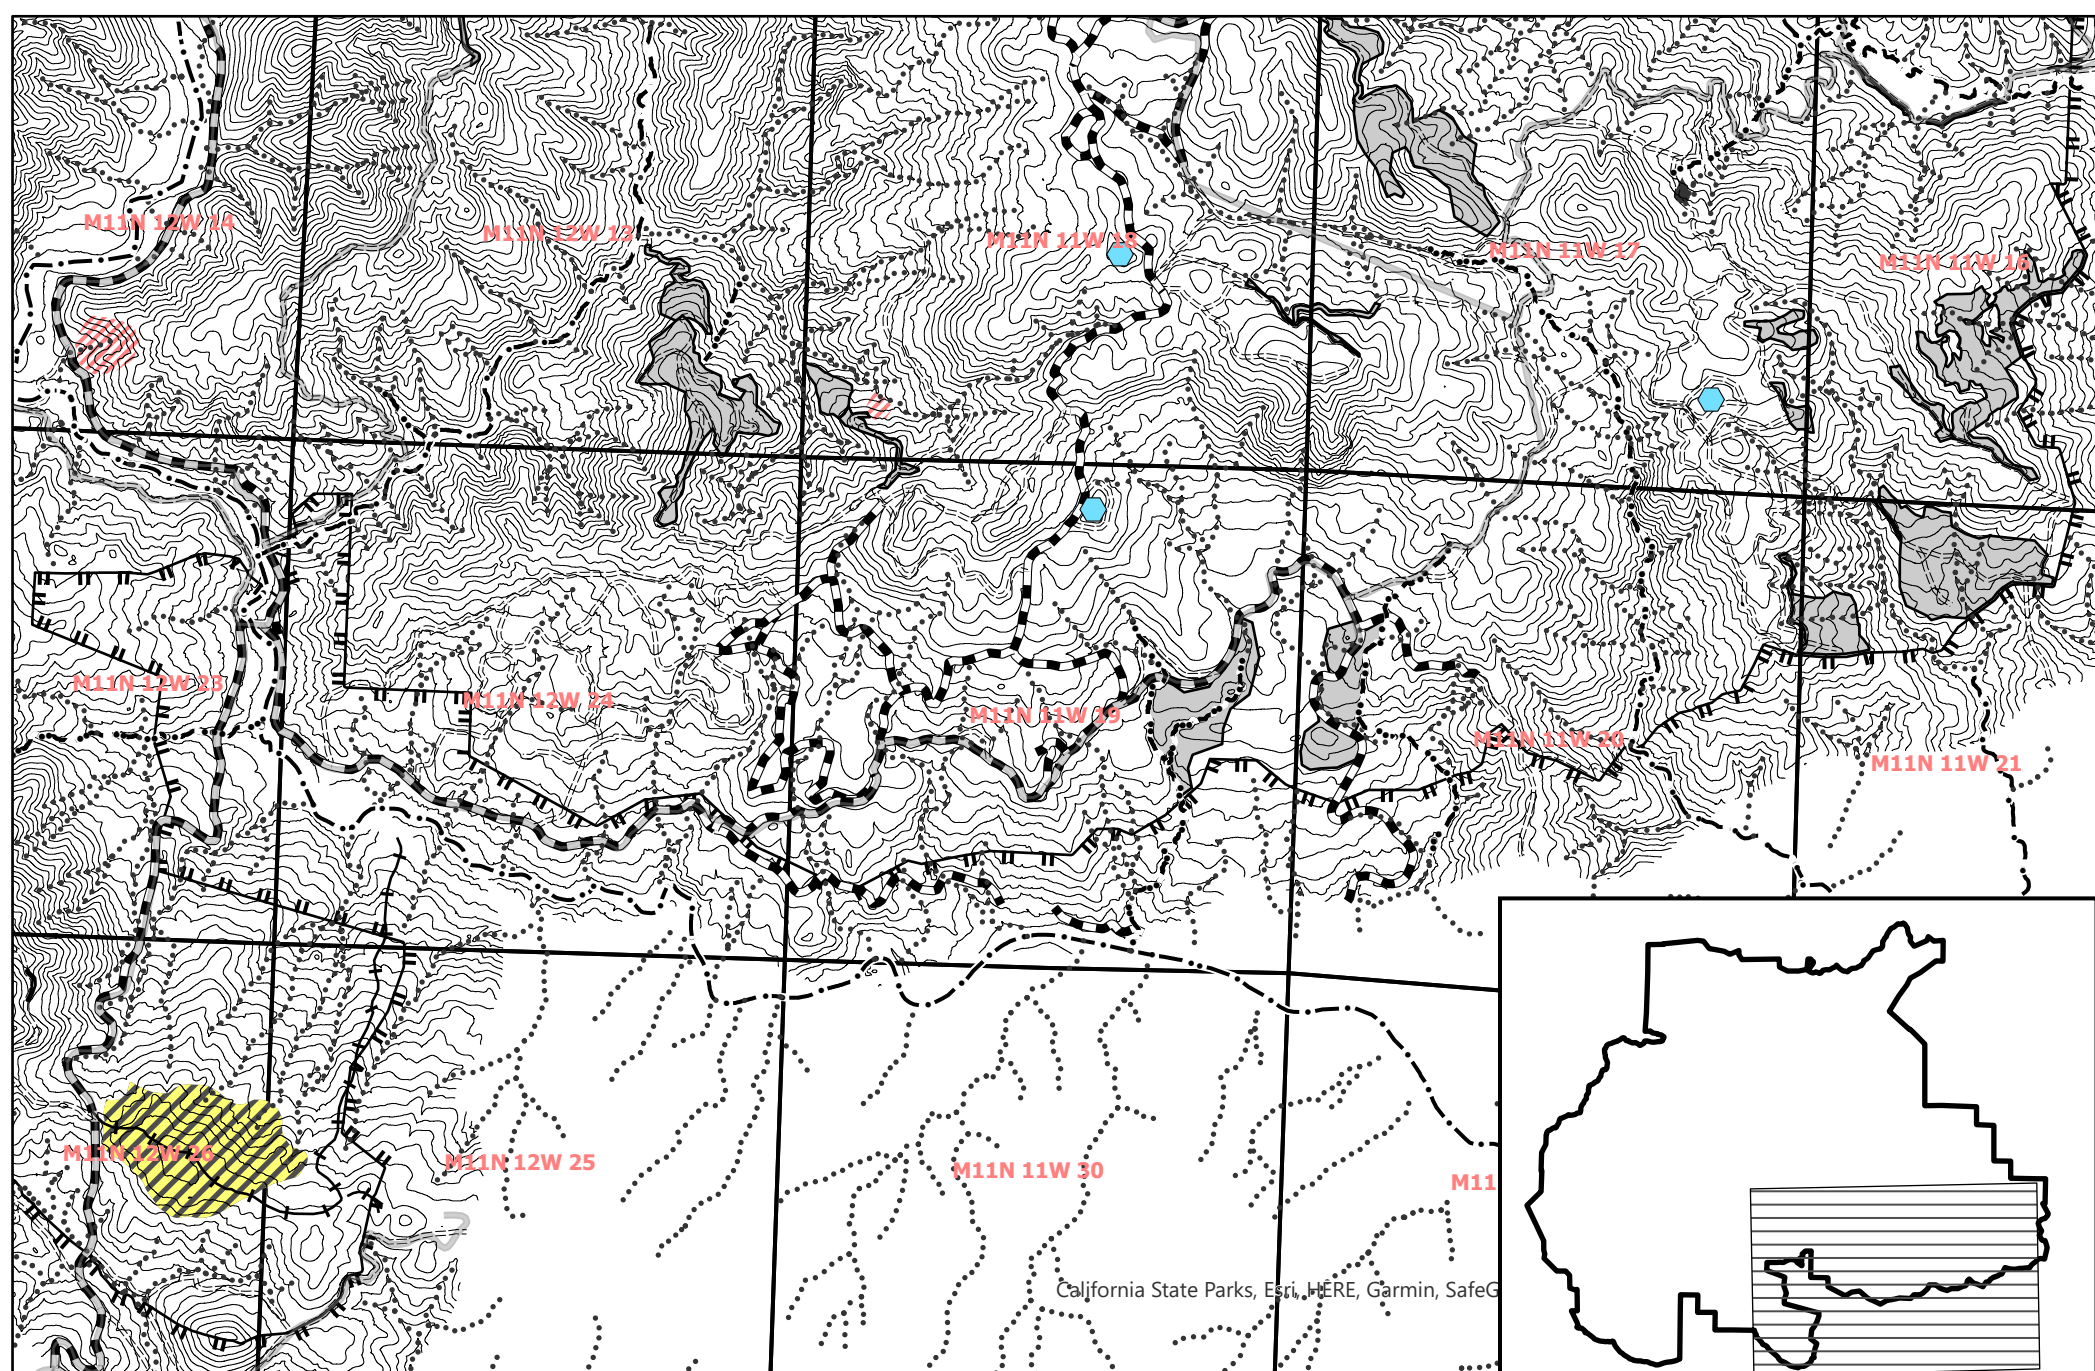 M11N 12W 14
M11N 12W 13
M11N 11W 18
M11N 11W 17
M11N 11W 16
M11N 12W 23
M11N 12W 24
M11N 11W 19
M11N 11W 20
M11N 11W 21
M11N 12W 26
M11N 12W 25
M11N 11W 30
M11
California State Parks, Esri, HERE, Garmin, SafeG